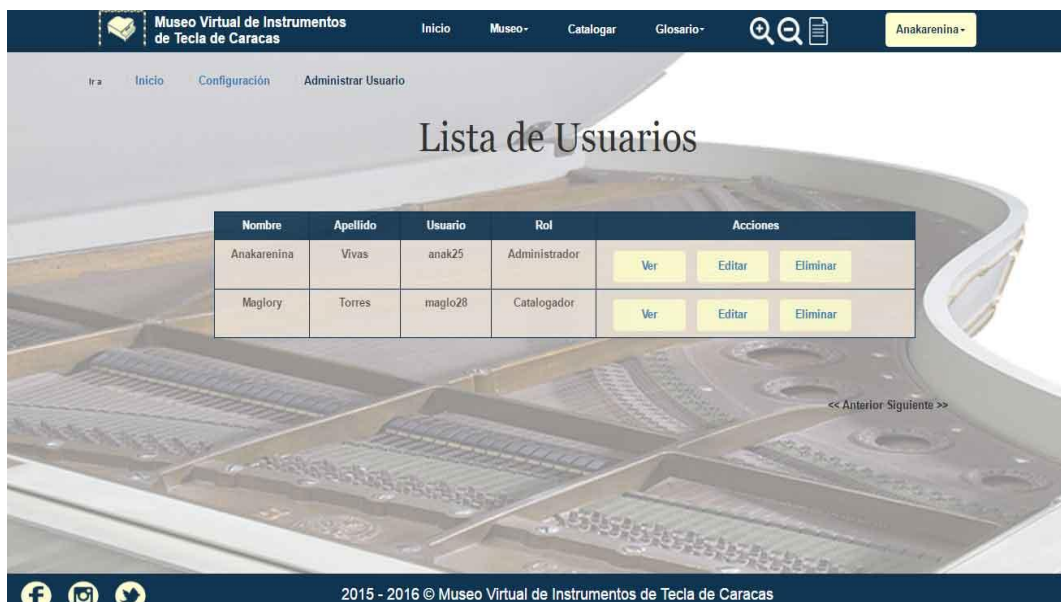 Museo Virtual de Instrumentos
de Tecla de Caracas
Inicio Museo Catalogar Glosario Anakarenina
Ir a Inicio Configuración Administrar Usuario
Lista de Usuarios
Nombre Apellido Usuario Rol Acciones
Anakarenina Vivas anak25 Administrador Ver Editar Eliminar
Maglory Torres maglo28 Catalogador Ver Editar Eliminar
<< Anterior Siguiente >>
2015 - 2016 © Museo Virtual de Instrumentos de Tecla de Caracas